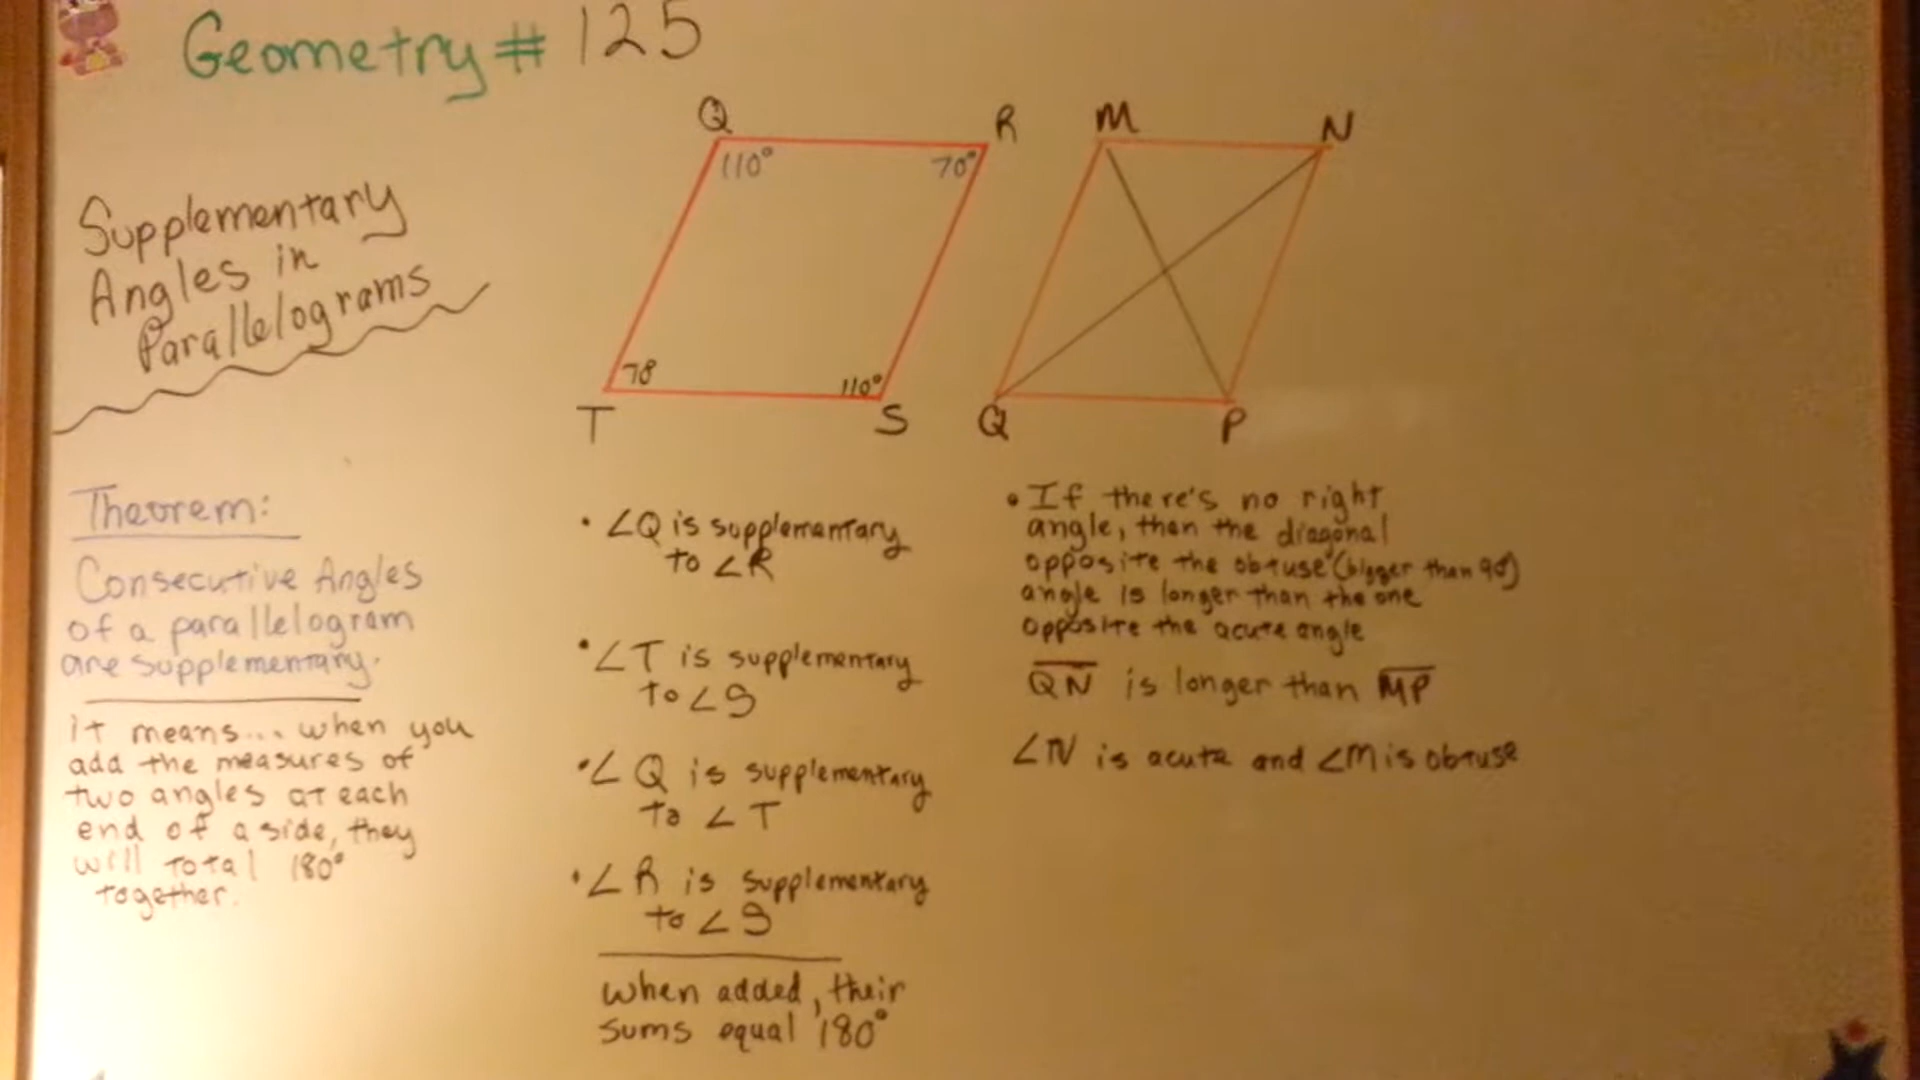 Geometry # 125
Supplementary
Angles in
Parallelograms
Theorem:
Consecutive Angles
of a parallelogram
are supplementary.
it means... when you
add the measures of
two angles at each
end of a side, they
will total 180°
together.
Q
R
110°
70°
78
110°
T
S
M
N
Q
P
• ∠Q is supplementary
to ∠R
• ∠T is supplementary
to ∠S
• ∠Q is supplementary
to ∠T
• ∠R is supplementary
to ∠S
when added, their
sums equal 180°
• If there's no right
angle, then the diagonal
opposite the obtuse (bigger than 90°)
angle is longer than the one
opposite the acute angle
QN is longer than MP
∠N is acute and ∠M is obtuse